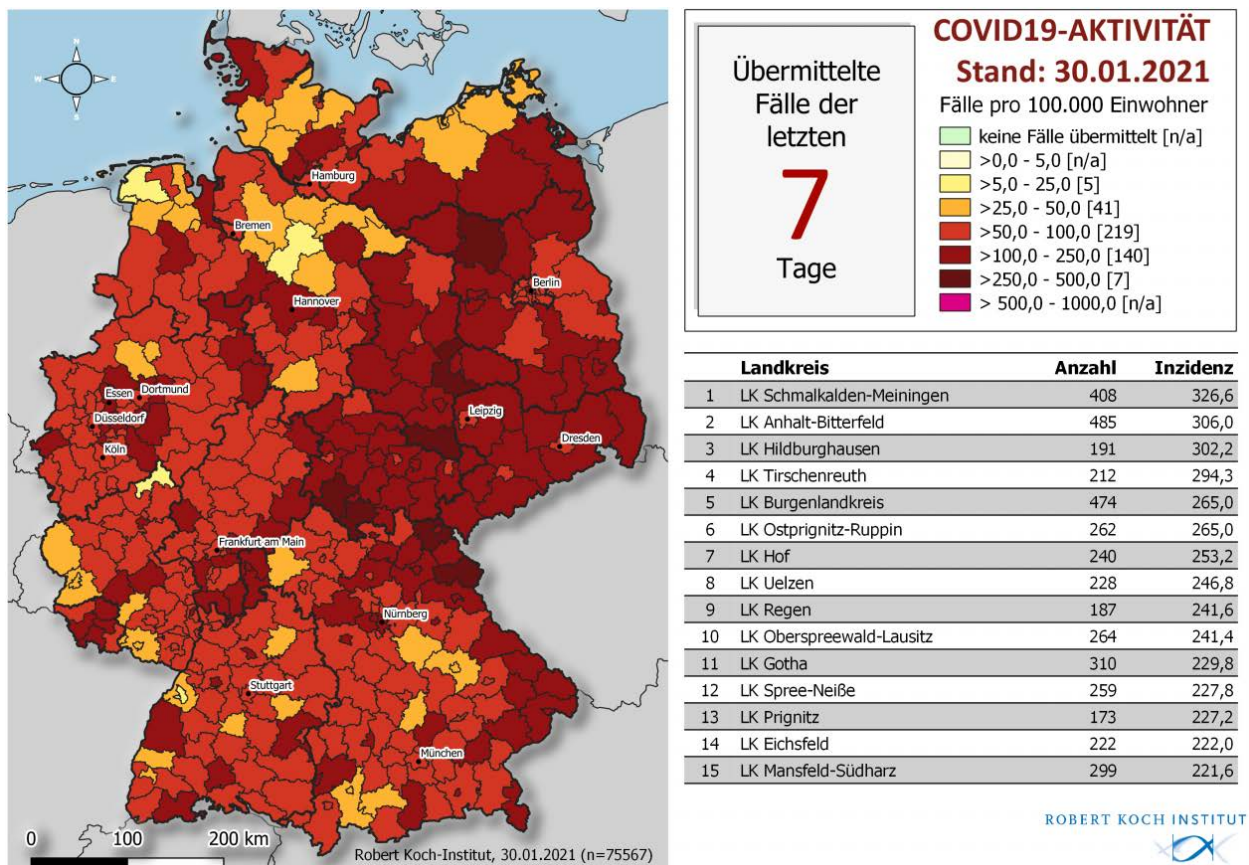 N
W
E
S
Hamburg
Bremen
Berlin
Hannover
Essen
Dortmund
Düsseldorf
Köln
Leipzig
Dresden
Frankfurt am Main
Nürnberg
Stuttgart
München
0 100 200 km
Robert Koch-Institut, 30.01.2021 (n=75567)
Übermittelte
Fälle der
letzten
7
Tage
COVID19-AKTIVITÄT
Stand: 30.01.2021
Fälle pro 100.000 Einwohner
keine Fälle übermittelt [n/a]
>0,0 - 5,0 [n/a]
>5,0 - 25,0 [5]
>25,0 - 50,0 [41]
>50,0 - 100,0 [219]
>100,0 - 250,0 [140]
>250,0 - 500,0 [7]
> 500,0 - 1000,0 [n/a]
Landkreis Anzahl Inzidenz
1 LK Schmalkalden-Meiningen 408 326,6
2 LK Anhalt-Bitterfeld 485 306,0
3 LK Hildburghausen 191 302,2
4 LK Tirschenreuth 212 294,3
5 LK Burgenlandkreis 474 265,0
6 LK Ostprignitz-Ruppin 262 265,0
7 LK Hof 240 253,2
8 LK Uelzen 228 246,8
9 LK Regen 187 241,6
10 LK Oberspreewald-Lausitz 264 241,4
11 LK Gotha 310 229,8
12 LK Spree-Neiße 259 227,8
13 LK Prignitz 173 227,2
14 LK Eichsfeld 222 222,0
15 LK Mansfeld-Südharz 299 221,6
ROBERT KOCH INSTITUT